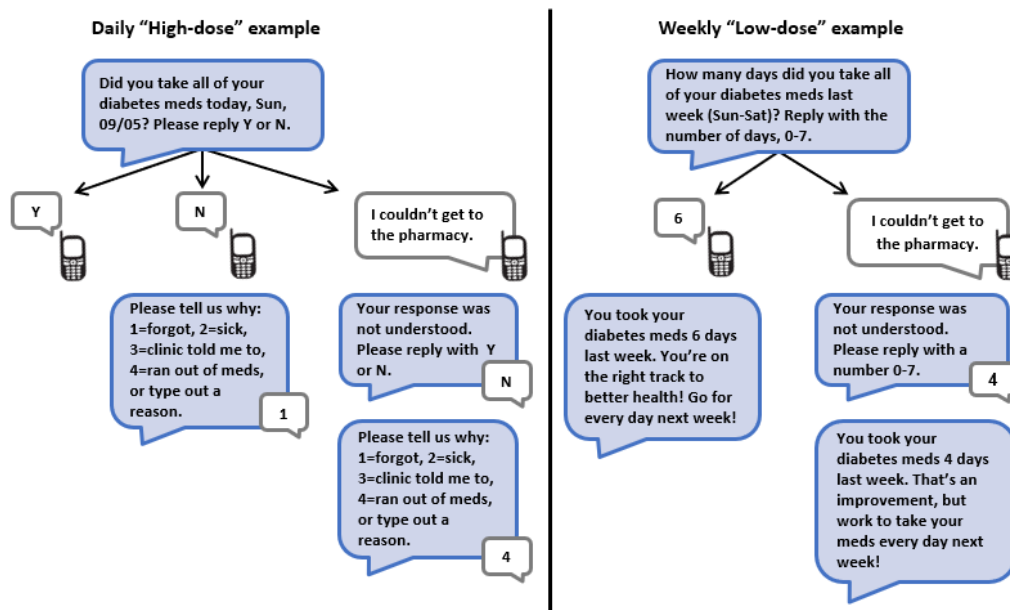 Daily “High-dose” example
Did you take all of your
diabetes meds today, Sun,
09/05? Please reply Y or N.
Y
N
I couldn’t get to
the pharmacy.
Please tell us why:
1=forgot, 2=sick,
3=clinic told me to,
4=ran out of meds,
or type out a
reason.
1
Your response was
not understood.
Please reply with Y
or N.
N
Please tell us why:
1=forgot, 2=sick,
3=clinic told me to,
4=ran out of meds,
or type out a
reason.
4
Weekly “Low-dose” example
How many days did you take all
of your diabetes meds last
week (Sun-Sat)? Reply with the
number of days, 0-7.
6
I couldn’t get to
the pharmacy.
You took your
diabetes meds 6 days
last week. You’re on
the right track to
better health! Go for
every day next week!
Your response was
not understood.
Please reply with a
number 0-7.
4
You took your
diabetes meds 4 days
last week. That’s an
improvement, but
work to take your
meds every day next
week!